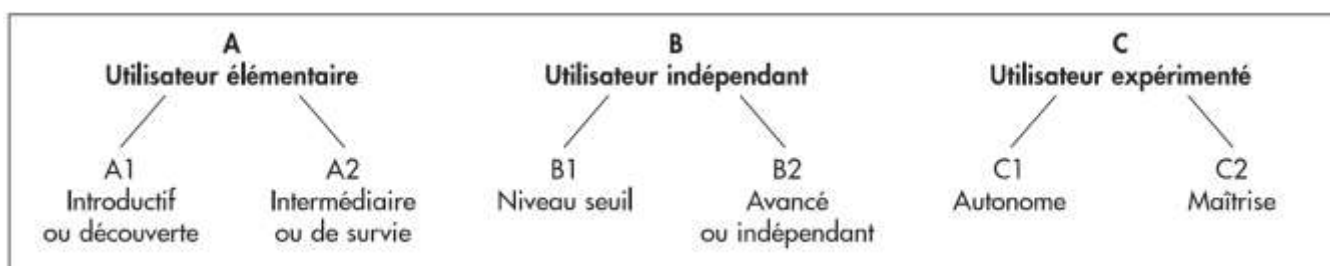 A
Utilisateur élémentaire
B
Utilisateur indépendant
C
Utilisateur expérimenté
A1
Introductif
ou découverte
A2
Intermédiaire
ou de survie
B1
Niveau seuil
B2
Avancé
ou indépendant
C1
Autonome
C2
Maîtrise